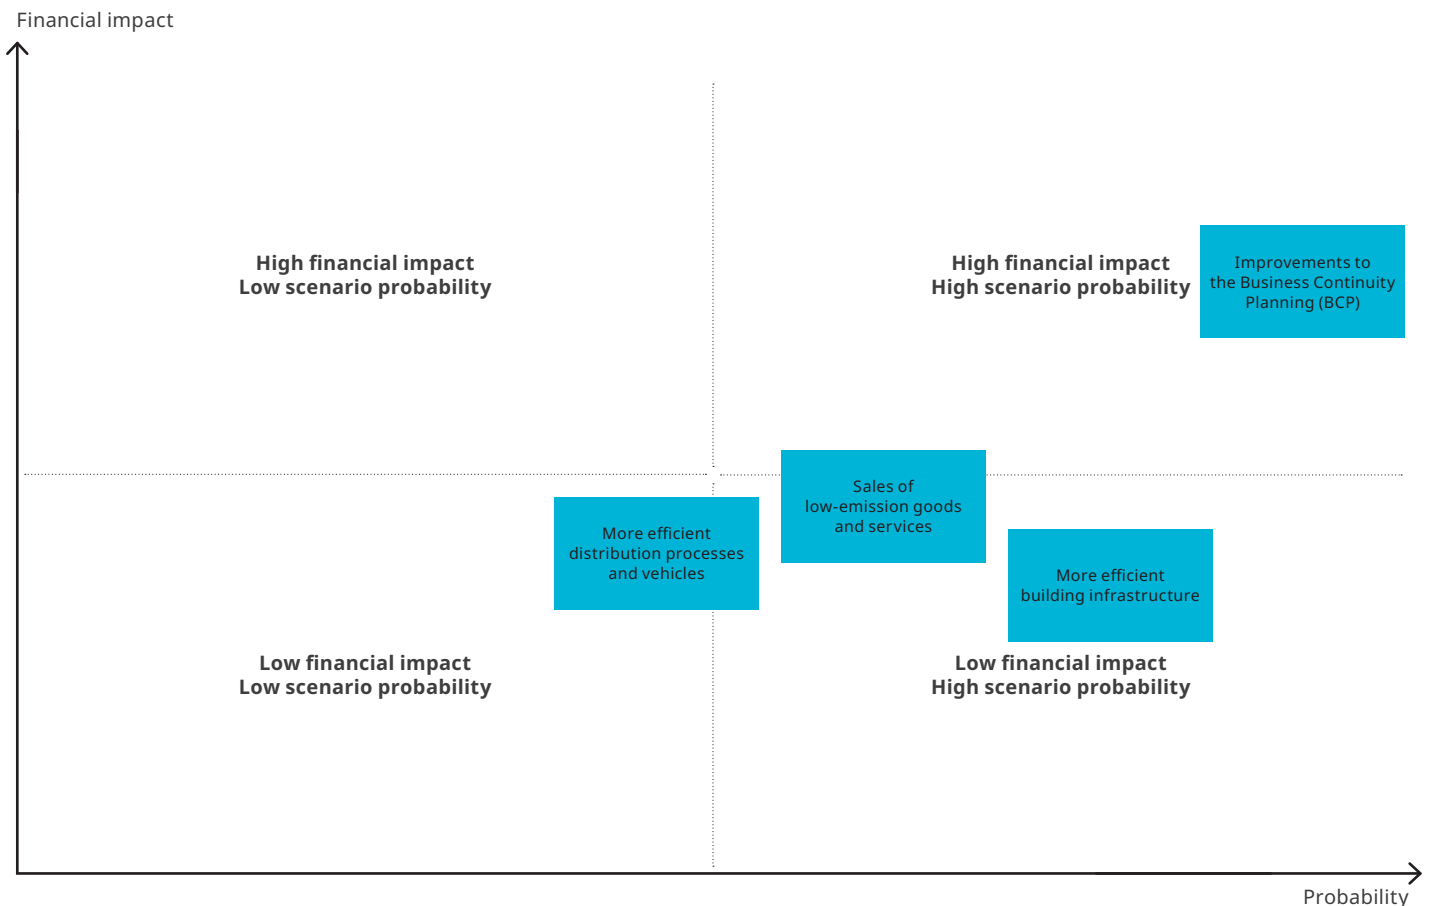 Financial impact
High financial impact
Low scenario probability
High financial impact
High scenario probability
Improvements to
the Business Continuity
Planning (BCP)
Sales of
low-emission goods
and services
More efficient
distribution processes
and vehicles
More efficient
building infrastructure
Low financial impact
Low scenario probability
Low financial impact
High scenario probability
Probability